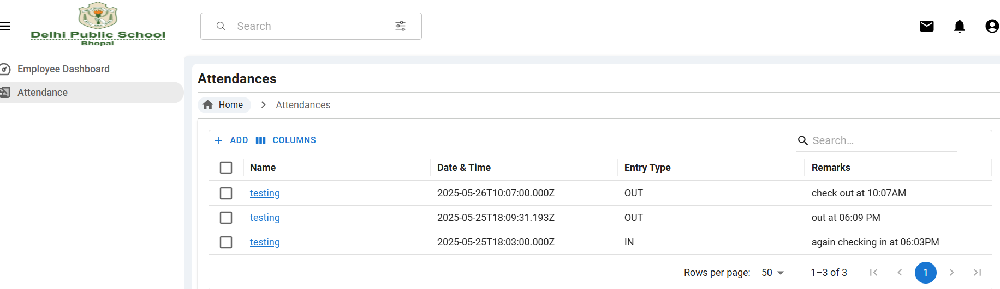 Delhi Public School
Bhopal
Search
Employee Dashboard
Attendance
Attendances
Home
Attendances
ADD COLUMNS Search...
Name Date & Time Entry Type Remarks
testing 2025-05-26T10:07:00.000Z OUT check out at 10:07AM
testing 2025-05-25T18:09:31.193Z OUT out at 06:09 PM
testing 2025-05-25T18:03:00.000Z IN again checking in at 06:03PM
Rows per page: 50 1–3 of 3 1